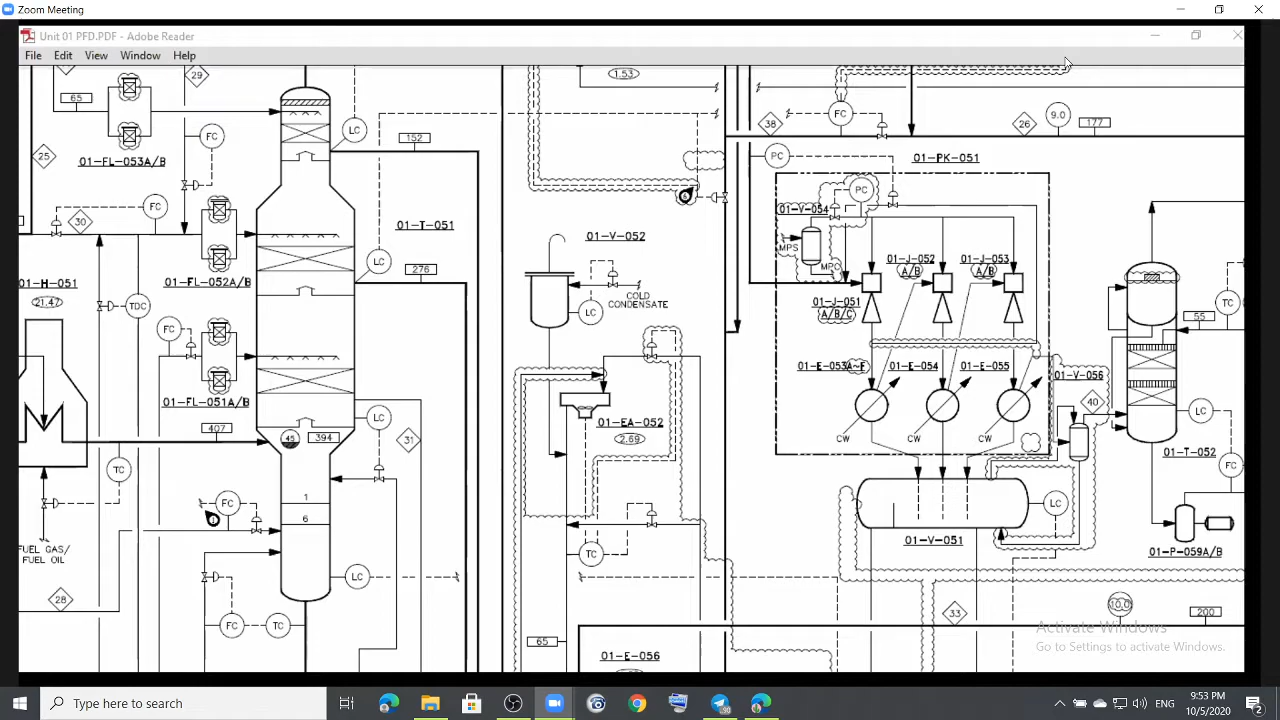 Zoom Meeting
Unit 01 PFD.PDF - Adobe Reader
File Edit View Window Help
29
65
FC
LC
25
01-FL-053A/B
152
1.53
38
FC
26
9.0
177
PC
01-PK-051
FC
30
01-T-051
01-V-054
PC
MPS
MPC
01-V-052
LC
276
01-FL-052A/B
01-H-051
21.47
TDC
FC
COLD
CONDENSATE
LC
01-J-052
A/B
01-J-053
A/B
01-J-051
A/B/C
TC
55
01-FL-051A/B
407
45
394
LC
31
01-EA-052
2.69
01-E-053A~F
01-E-054
01-E-055
01-V-056
40
CW
CW
CW
LC
01-T-052
FC
TC
FC
1
6
LC
01-V-051
01-P-059A/B
FUEL GAS/
FUEL OIL
TC
LC
28
FC
TC
65
01-E-056
33
10.0
200
Activate Windows
Go to Settings to activate Windows.
Type here to search
90
ENG
9:53 PM
10/5/2020
2